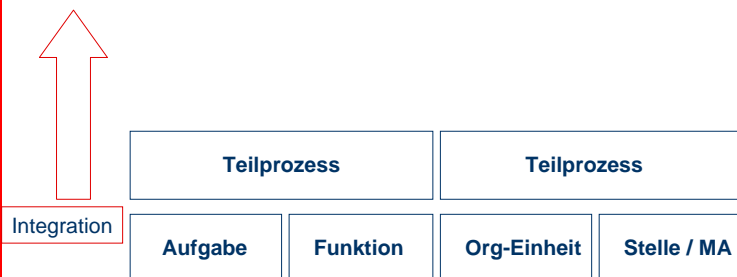 Teilprozess Teilprozess
Integration
Aufgabe Funktion Org-Einheit Stelle / MA